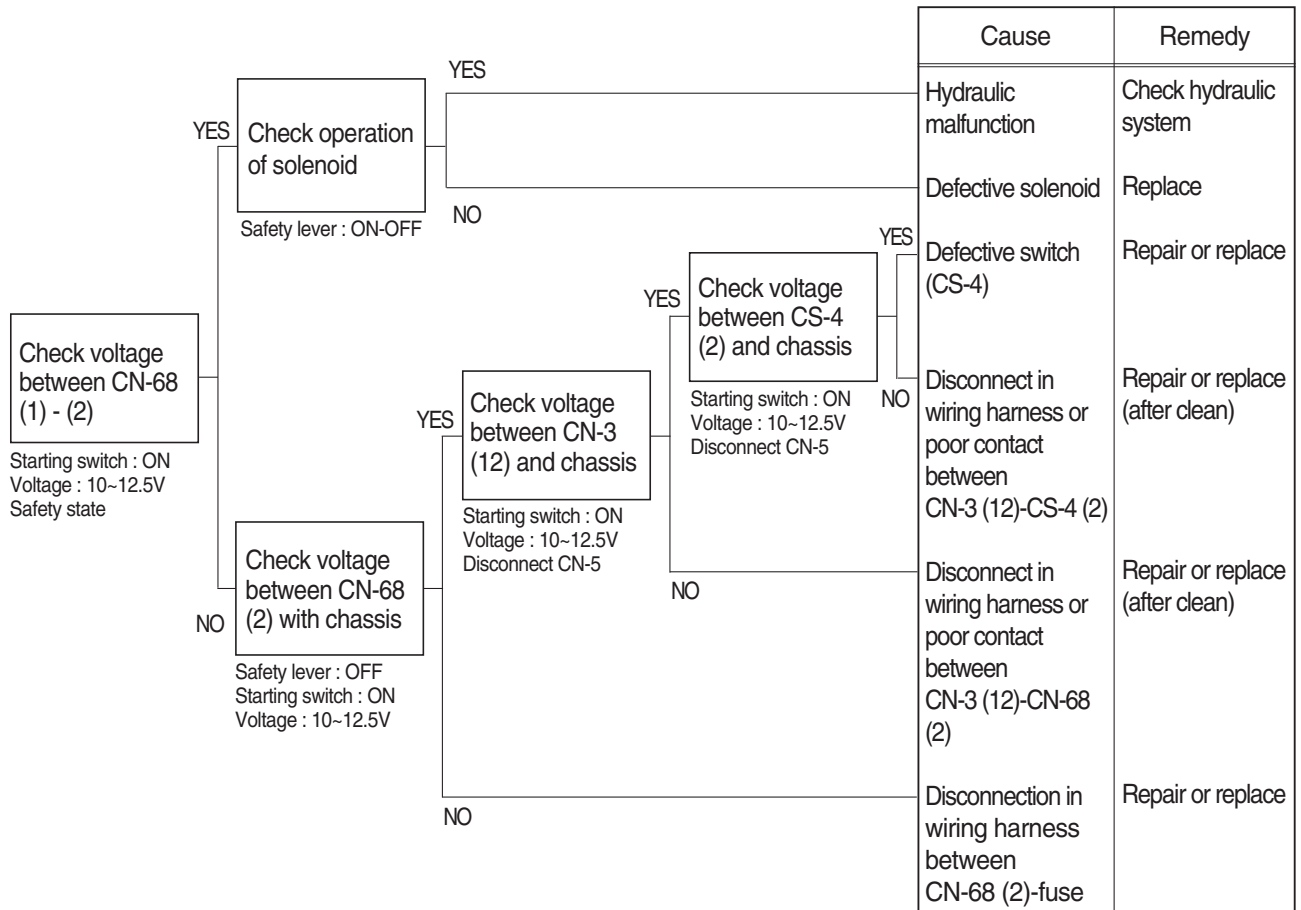 Cause
Remedy
YES
Hydraulic
malfunction
Check hydraulic
system
YES
Check operation
of solenoid
NO
Defective solenoid
Replace
Safety lever : ON-OFF
YES
Defective switch
(CS-4)
Repair or replace
YES
Check voltage
between CS-4
(2) and chassis
Starting switch : ON
Voltage : 10~12.5V
Disconnect CN-5
NO
Disconnect in
wiring harness or
poor contact
between
CN-3 (12)-CS-4 (2)
Repair or replace
(after clean)
Check voltage
between CN-68
(1) - (2)
Starting switch : ON
Voltage : 10~12.5V
Safety state
YES
Check voltage
between CN-3
(12) and chassis
Starting switch : ON
Voltage : 10~12.5V
Disconnect CN-5
NO
Disconnect in
wiring harness or
poor contact
between
CN-3 (12)-CN-68
(2)
Repair or replace
(after clean)
NO
Check voltage
between CN-68
(2) with chassis
Safety lever : OFF
Starting switch : ON
Voltage : 10~12.5V
NO
Disconnection in
wiring harness
between
CN-68 (2)-fuse
Repair or replace